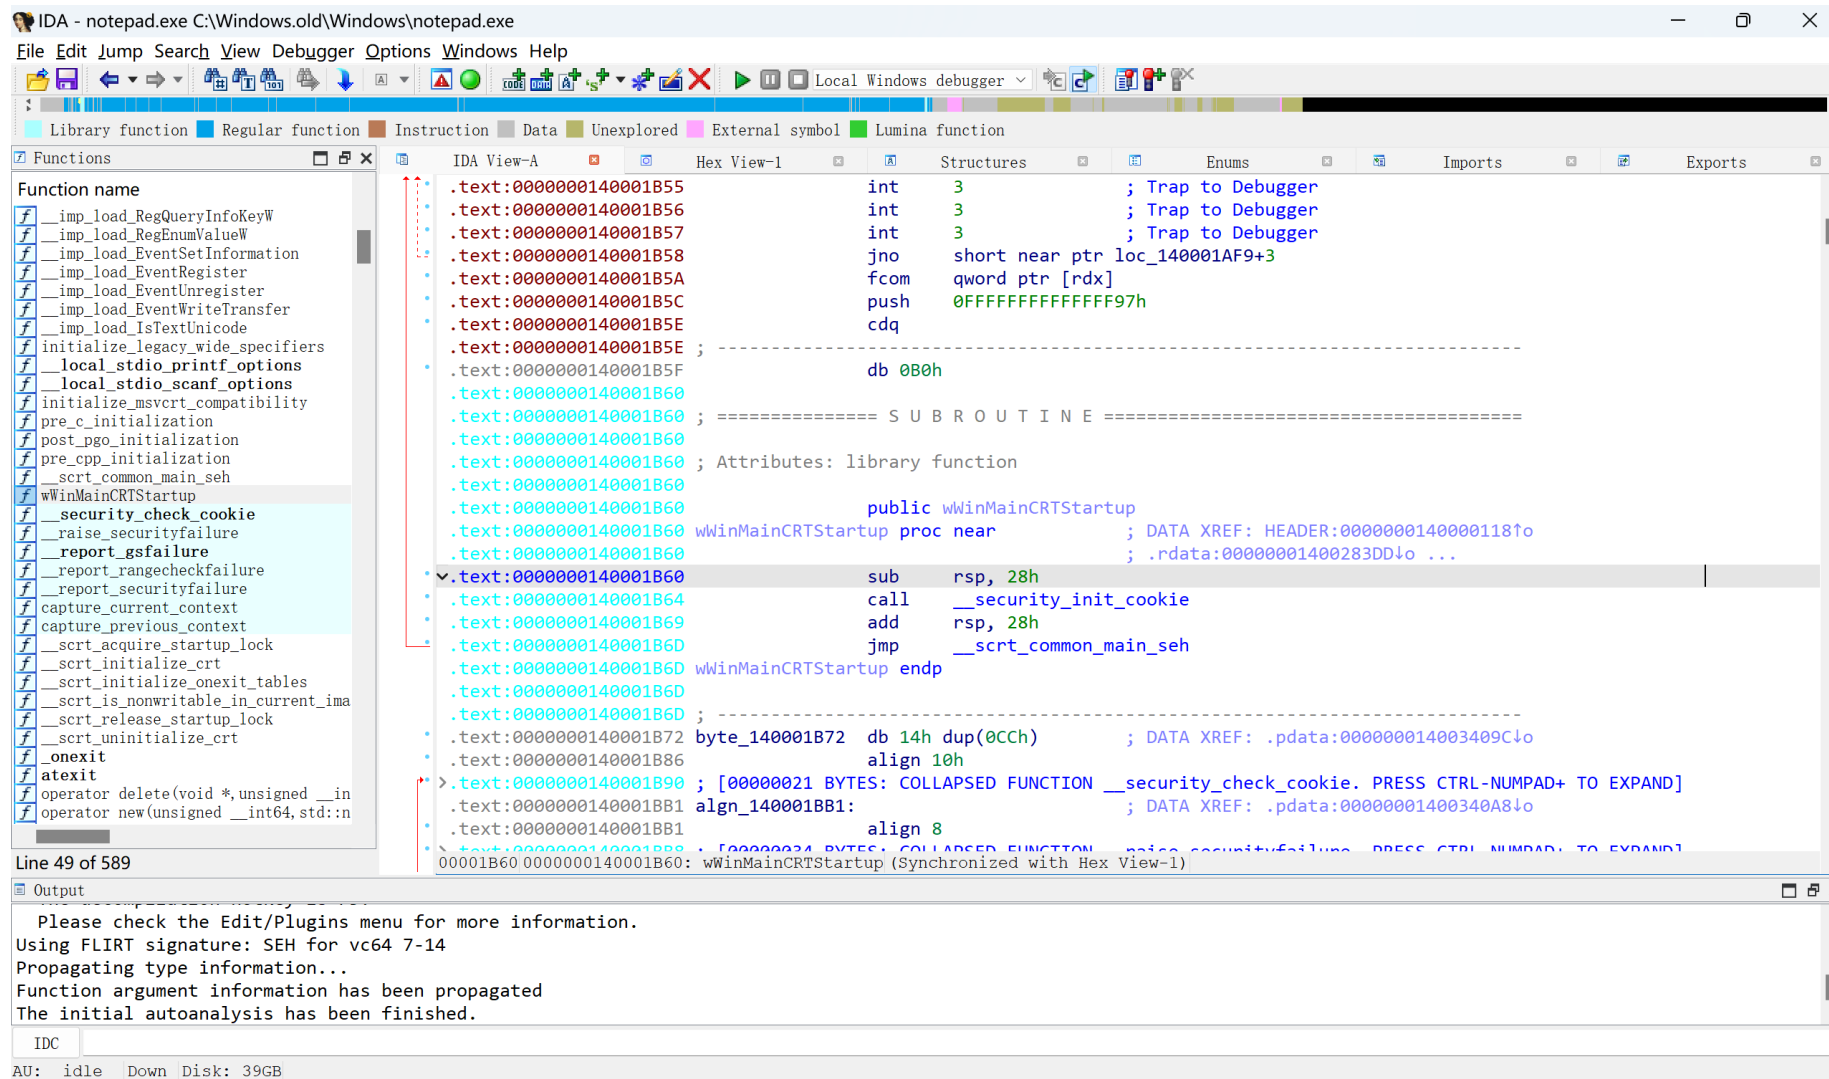 IDA - notepad.exe C:\Windows.old\Windows\notepad.exe
File Edit Jump Search View Debugger Options Windows Help
Local Windows debugger
Library function Regular function Instruction Data Unexplored External symbol Lumina function
Functions
Function name
__imp_load_RegQueryInfoKeyW
__imp_load_RegEnumValueW
__imp_load_EventSetInformation
__imp_load_EventRegister
__imp_load_EventUnregister
__imp_load_EventWriteTransfer
__imp_load_IsTextUnicode
initialize_legacy_wide_specifiers
__local_stdio_printf_options
__local_stdio_scanf_options
initialize_msvcrt_compatibility
pre_c_initialization
post_pgo_initialization
pre_cpp_initialization
__scrt_common_main_seh
wWinMainCRTStartup
__security_check_cookie
__raise_securityfailure
__report_gsfailure
__report_rangecheckfailure
__report_securityfailure
capture_current_context
capture_previous_context
__scrt_acquire_startup_lock
__scrt_initialize_crt
__scrt_initialize_onexit_tables
__scrt_is_nonwritable_in_current_ima
__scrt_release_startup_lock
__scrt_uninitialize_crt
_onexit
atexit
operator delete(void *,unsigned __in
operator new(unsigned __int64,std::n
Line 49 of 589
IDA View-A Hex View-1 Structures Enums Imports Exports
.text:0000000140001B55 int 3 ; Trap to Debugger
.text:0000000140001B56 int 3 ; Trap to Debugger
.text:0000000140001B57 int 3 ; Trap to Debugger
.text:0000000140001B58 jno short near ptr loc_140001AF9+3
.text:0000000140001B5A fcom qword ptr [rdx]
.text:0000000140001B5C push 0FFFFFFFFFFFFFF97h
.text:0000000140001B5E cdq
.text:0000000140001B5E ; ---------------------------------------------------------------------------
.text:0000000140001B5F db 0B0h
.text:0000000140001B60
.text:0000000140001B60 ; =============== S U B R O U T I N E =======================================
.text:0000000140001B60
.text:0000000140001B60 ; Attributes: library function
.text:0000000140001B60
.text:0000000140001B60 public wWinMainCRTStartup
.text:0000000140001B60 wWinMainCRTStartup proc near ; DATA XREF: HEADER:0000000140000118↑o
.text:0000000140001B60 ; .rdata:00000001400283DD↓o ...
.text:0000000140001B60 sub rsp, 28h
.text:0000000140001B64 call __security_init_cookie
.text:0000000140001B69 add rsp, 28h
.text:0000000140001B6D jmp __scrt_common_main_seh
.text:0000000140001B6D wWinMainCRTStartup endp
.text:0000000140001B6D
.text:0000000140001B6D ; ---------------------------------------------------------------------------
.text:0000000140001B72 byte_140001B72 db 14h dup(0CCh) ; DATA XREF: .pdata:000000014003409C↓o
.text:0000000140001B86 align 10h
.text:0000000140001B90 ; [00000021 BYTES: COLLAPSED FUNCTION __security_check_cookie. PRESS CTRL-NUMPAD+ TO EXPAND]
.text:0000000140001BB1 algn_140001BB1: ; DATA XREF: .pdata:00000001400340A8↓o
.text:0000000140001BB1 align 8
.text:0000000140001BB8 ; [00000034 BYTES: COLLAPSED FUNCTION __raise_securityfailure. PRESS CTRL-NUMPAD+ TO EXPAND]
00001B60 0000000140001B60: wWinMainCRTStartup (Synchronized with Hex View-1)
Output
Please check the Edit/Plugins menu for more information.
Using FLIRT signature: SEH for vc64 7-14
Propagating type information...
Function argument information has been propagated
The initial autoanalysis has been finished.
IDC
AU: idle Down Disk: 39GB